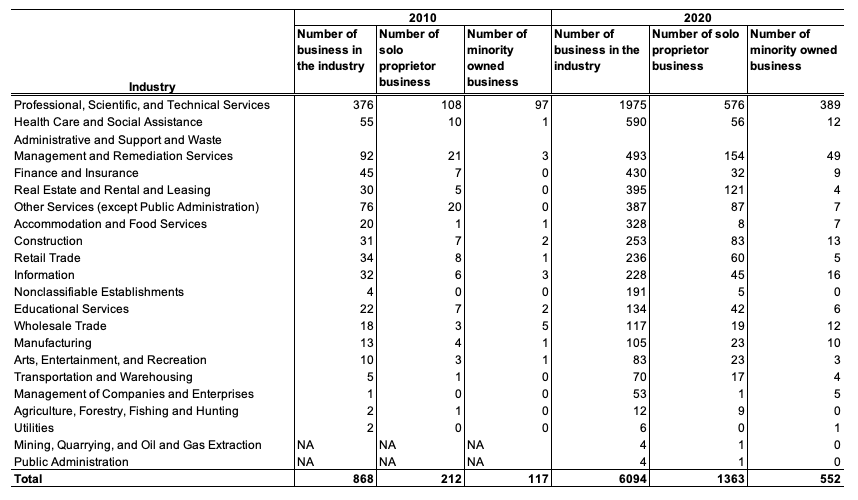 2010 2020
Industry Number of business in the industry Number of solo proprietor business Number of minority owned business Number of business in the industry Number of solo proprietor business Number of minority owned business
Professional, Scientific, and Technical Services 376 108 97 1975 576 389
Health Care and Social Assistance 55 10 1 590 56 12
Administrative and Support and Waste
Management and Remediation Services 92 21 3 493 154 49
Finance and Insurance 45 7 0 430 32 9
Real Estate and Rental and Leasing 30 5 0 395 121 4
Other Services (except Public Administration) 76 20 0 387 87 7
Accommodation and Food Services 20 1 1 328 8 7
Construction 31 7 2 253 83 13
Retail Trade 34 8 1 236 60 5
Information 32 6 3 228 45 16
Nonclassifiable Establishments 4 0 0 191 5 0
Educational Services 22 7 2 134 42 6
Wholesale Trade 18 3 5 117 19 12
Manufacturing 13 4 1 105 23 10
Arts, Entertainment, and Recreation 10 3 1 83 23 3
Transportation and Warehousing 5 1 0 70 17 4
Management of Companies and Enterprises 1 0 0 53 1 5
Agriculture, Forestry, Fishing and Hunting 2 1 0 12 9 0
Utilities 2 0 0 6 0 1
Mining, Quarrying, and Oil and Gas Extraction NA NA NA 4 1 0
Public Administration NA NA NA 4 1 0
Total 868 212 117 6094 1363 552